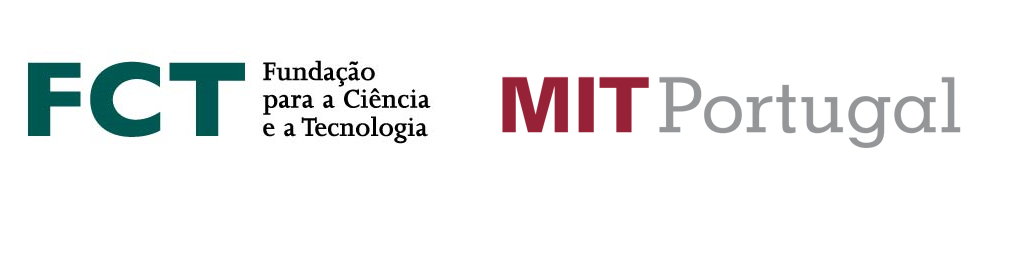 FCT
Fundação
para a Ciência
e a Tecnologia
MIT Portugal